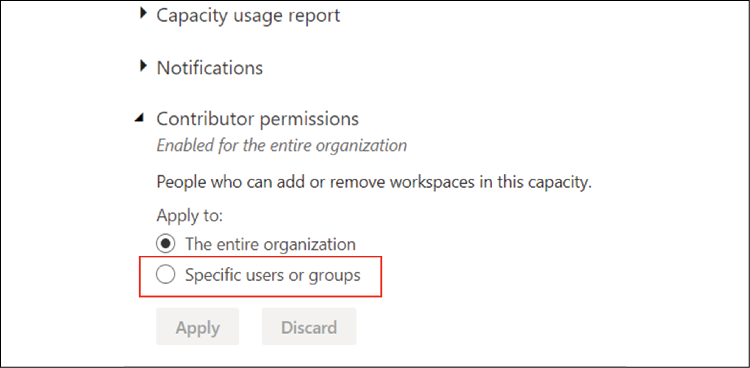 Capacity usage report
Notifications
Contributor permissions
Enabled for the entire organization
People who can add or remove workspaces in this capacity.
Apply to:
The entire organization
Specific users or groups
Apply Discard